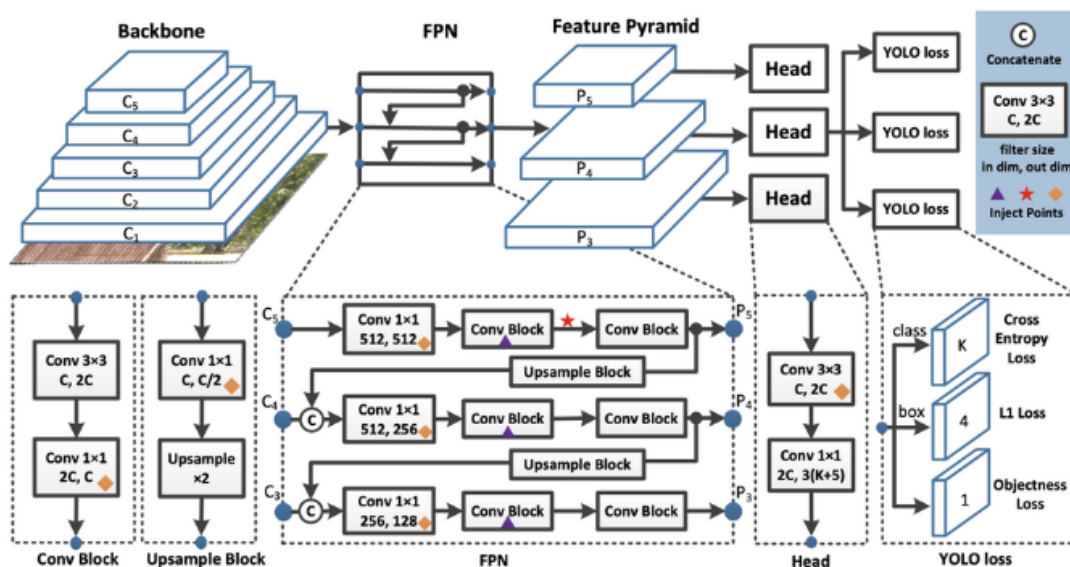 Backbone
C5
C4
C3
C2
C1
FPN
Feature Pyramid
P5
P4
P3
Head
Head
Head
YOLO loss
YOLO loss
YOLO loss
C
Concatenate
Conv 3×3
C, 2C
filter size
in dim, out dim
Inject Points
Conv 3×3
C, 2C
Conv 1×1
2C, C
Conv Block
Conv 1×1
C, C/2
Upsample
×2
Upsample Block
C5
Conv 1×1
512, 512
Conv Block
Conv Block
P5
Upsample Block
C4
C
Conv 1×1
512, 256
Conv Block
Conv Block
P4
Upsample Block
C3
C
Conv 1×1
256, 128
Conv Block
Conv Block
P3
FPN
Conv 3×3
C, 2C
Conv 1×1
2C, 3(K+5)
Head
class
K
Cross
Entropy
Loss
box
4
L1 Loss
1
Objectness
Loss
YOLO loss